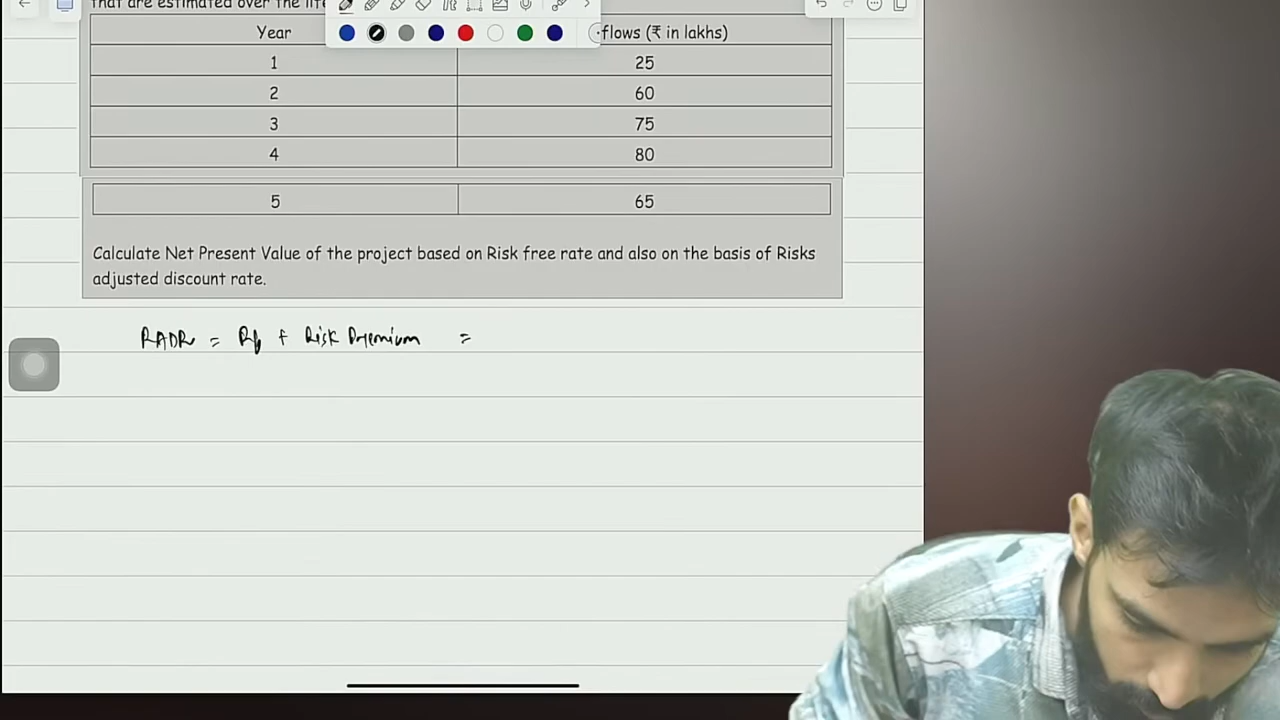 that are estimated over the life
Year flows (₹ in lakhs)
1 25
2 60
3 75
4 80
5 65
Calculate Net Present Value of the project based on Risk free rate and also on the basis of Risks
adjusted discount rate.
RADR = Rf + Risk Premium =